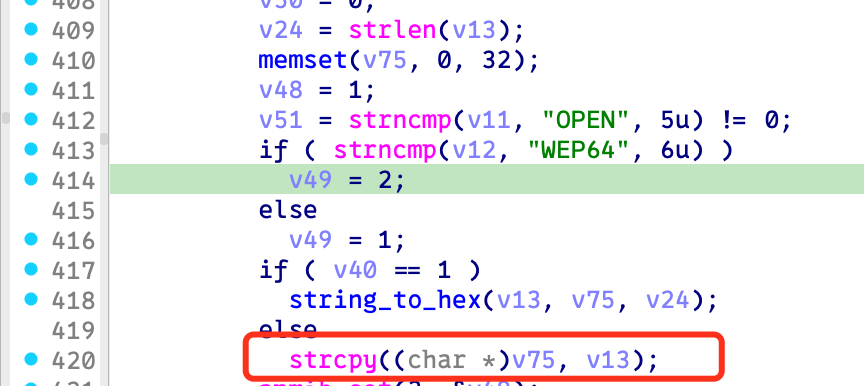 408 v50 = 0;
409 v24 = strlen(v13);
410 memset(v75, 0, 32);
411 v48 = 1;
412 v51 = strncmp(v11, "OPEN", 5u) != 0;
413 if ( strncmp(v12, "WEP64", 6u) )
414 v49 = 2;
415 else
416 v49 = 1;
417 if ( v40 == 1 )
418 string_to_hex(v13, v75, v24);
419 else
420 strcpy((char *)v75, v13);